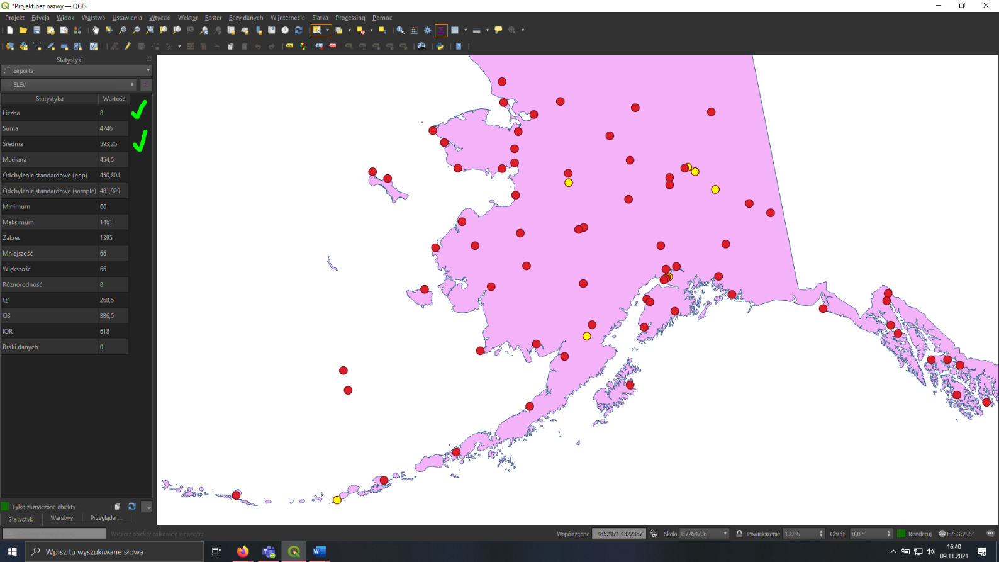 *Projekt bez nazwy — QGIS
Projekt Edycja Widok Warstwa Ustawienia Wtyczki Wektor Raster Bazy danych W internecie Siatka Processing Pomoc
Statystyki
airports
ELEV
Statystyka Wartość
Liczba 8
Suma 4746
Średnia 593,25
Mediana 454,5
Odchylenie standardowe (pop) 450,804
Odchylenie standardowe (sample) 481,929
Minimum 66
Maksimum 1461
Zakres 1395
Mniejszość 66
Większość 66
Różnorodność 8
Q1 268,5
Q3 886,5
IQR 618
Braki danych 0
Tylko zaznaczone obiekty
Statystyki Warstwy Przeglądar...
Wybierz obiekty całkowicie wewnątrz Współrzędne -4852971 4322357 Skala 1:7264706 Powiększenie 100% Obrót 0,0 ° Renderuj EPSG:2964
Wpisz tu wyszukiwane słowa
16:40
09.11.2021